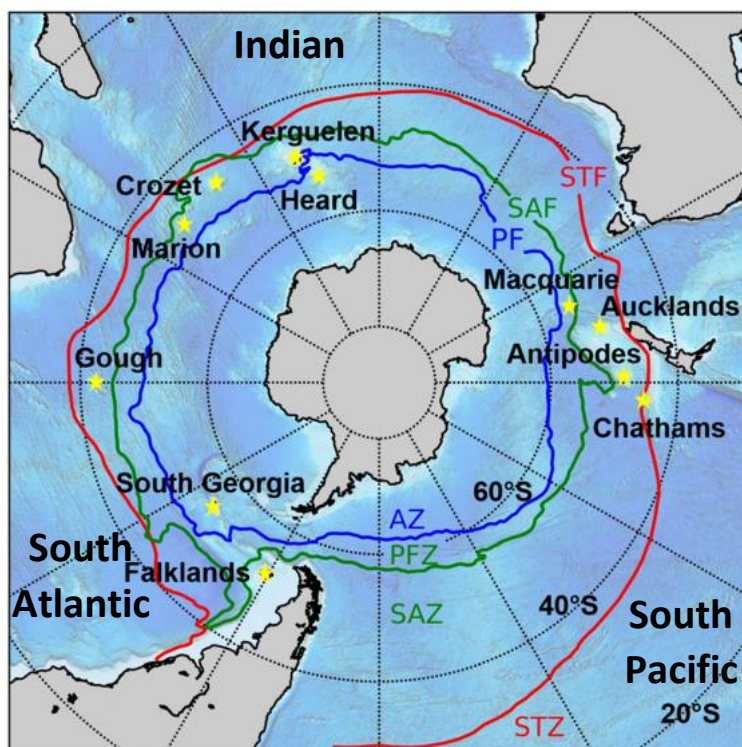 Indian
Kerguelen
Crozet
Heard
Marion
STF
SAF
PF
Macquarie
Aucklands
Gough
Antipodes
Chathams
South Georgia
60°S
AZ
PFZ
South
Atlantic
Falklands
SAZ
40°S
South
Pacific
20°S
STZ